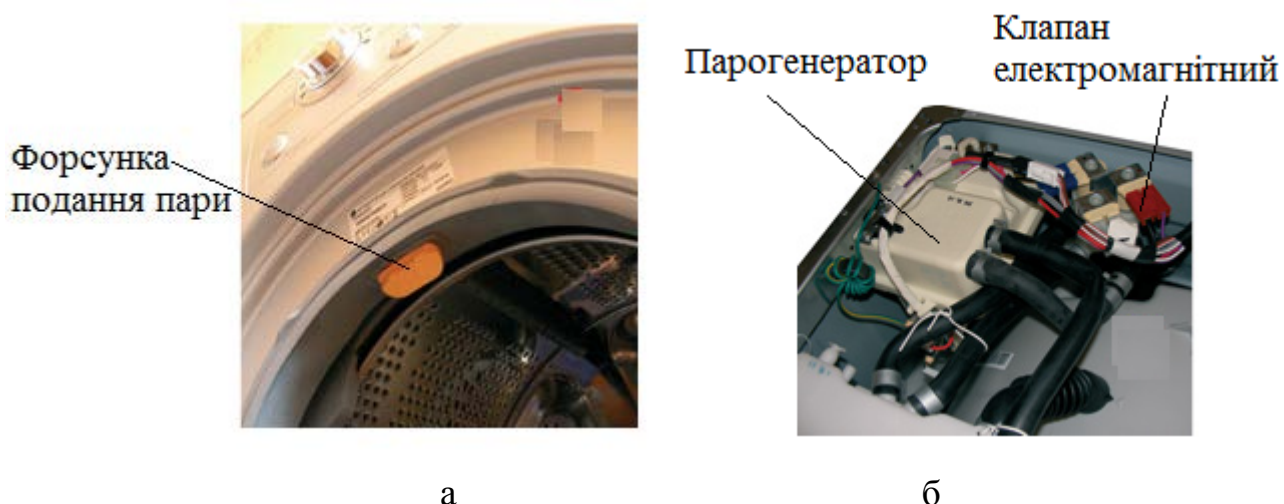 Форсунка
подання пари
Парогенератор
Клапан
електромагнітний
а
б